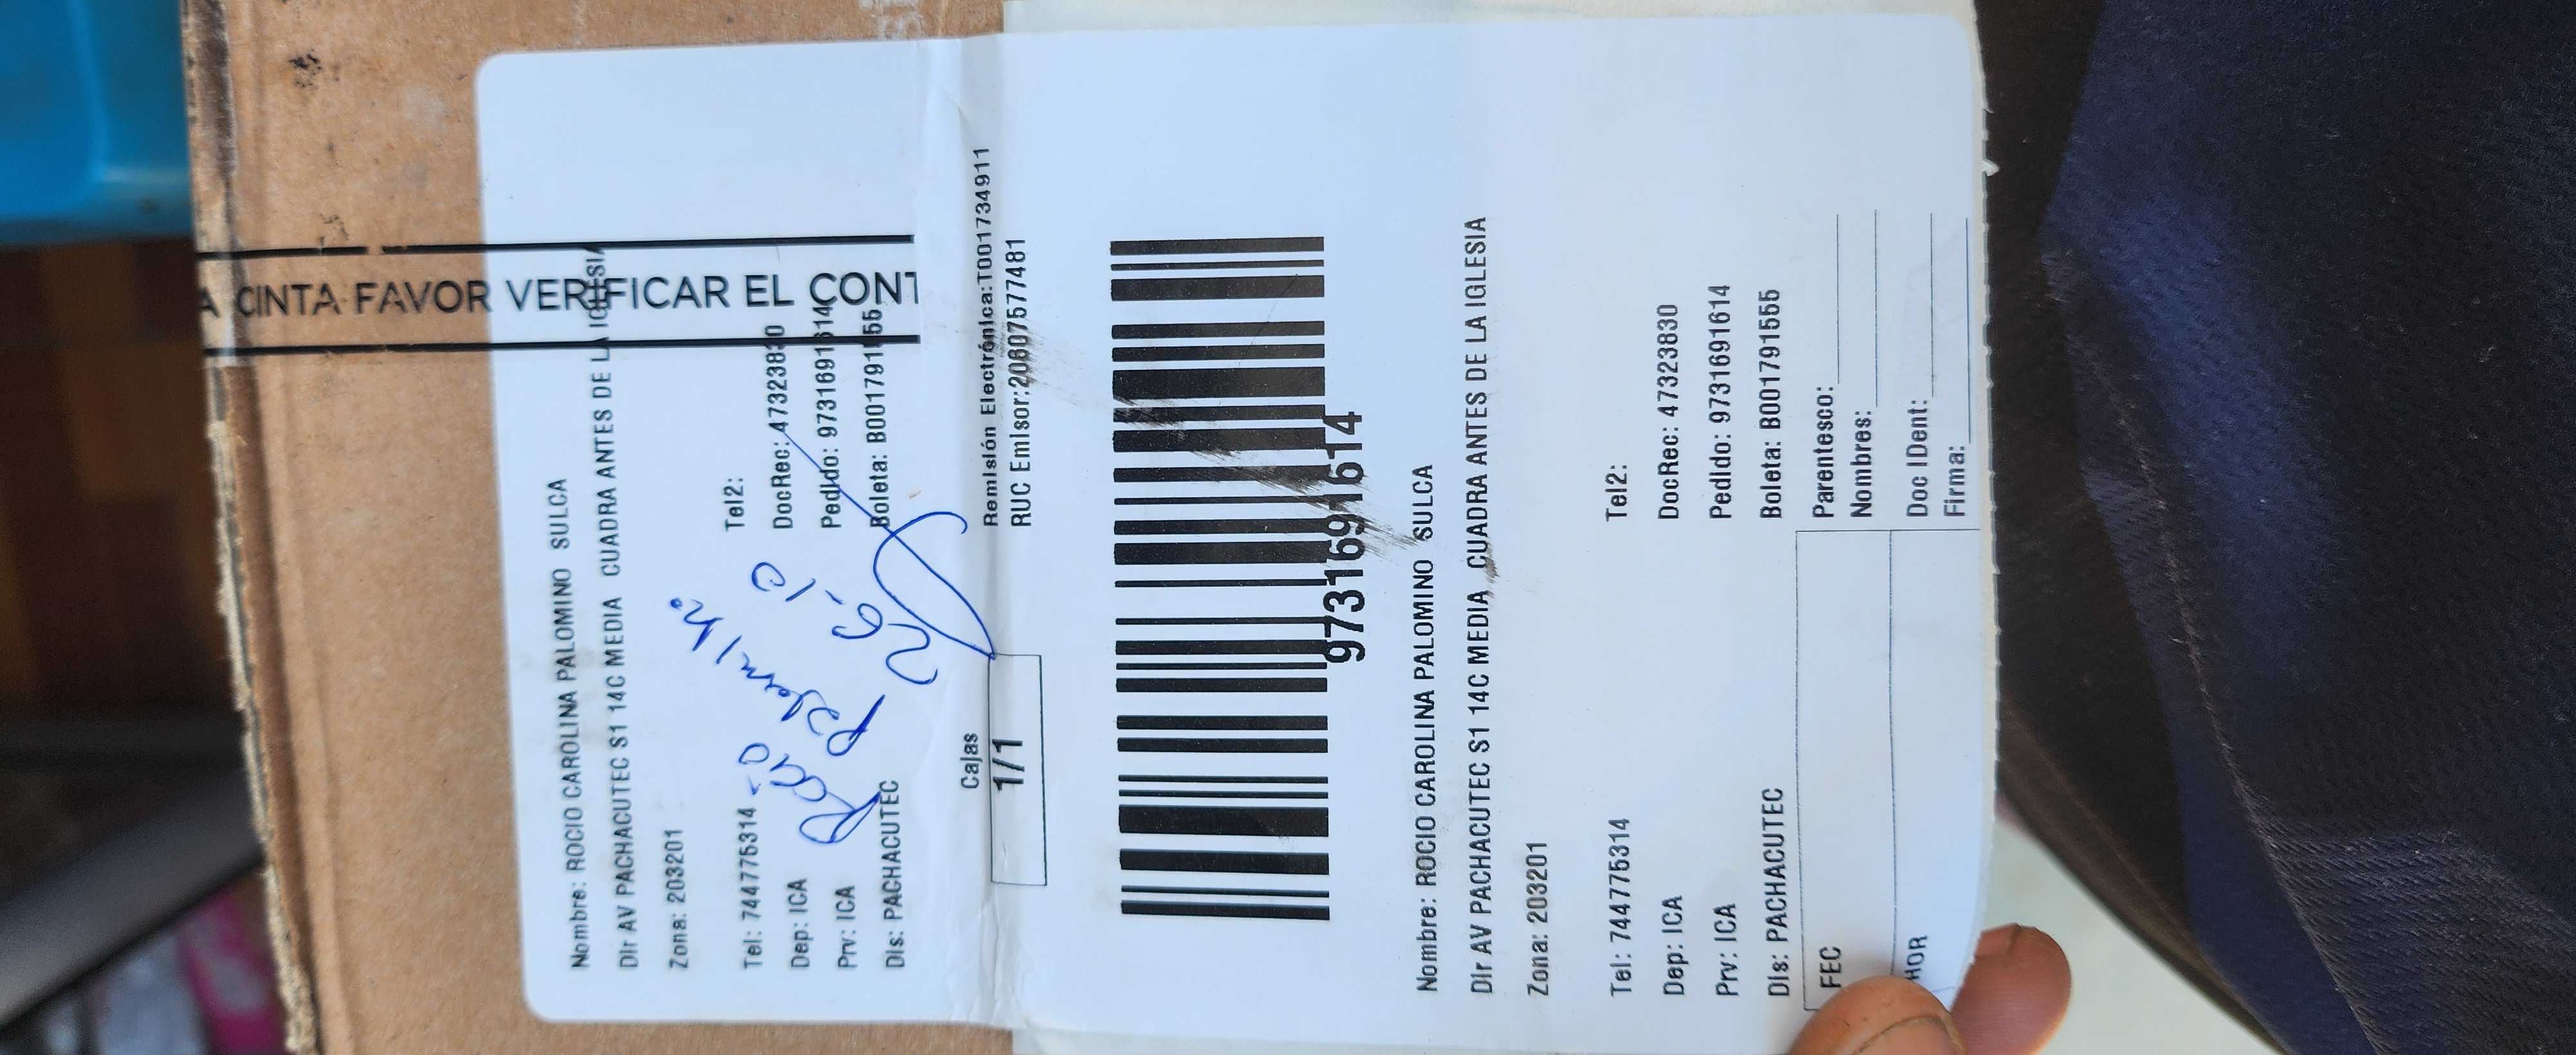 A CINTA FAVOR VERIFICAR EL CONT
Nombre: ROCIO CAROLINA PALOMINO SULCA
Dir AV PACHACUTEC S1 14C MEDIA CUADRA ANTES DE LA IGLESIA
Zona: 203201
Tel: 744775314 Tel2:
Dep: ICA DocRec: 47323830
Prv: ICA Pedido: 9731691614
Dis: PACHACUTEC Boleta: B001791555
Rocio
26-10
Cajas
1/1
Remisión Electrónica:T001734911
RUC Emisor:20607577481
9731691614
Nombre: ROCIO CAROLINA PALOMINO SULCA
Dir AV PACHACUTEC S1 14C MEDIA CUADRA ANTES DE LA IGLESIA
Zona: 203201
Tel: 744775314 Tel2:
Dep: ICA DocRec: 47323830
Prv: ICA Pedido: 9731691614
Dis: PACHACUTEC Boleta: B001791555
FEC Parentesco:
Nombres:
HOR Doc IDent:
Firma: